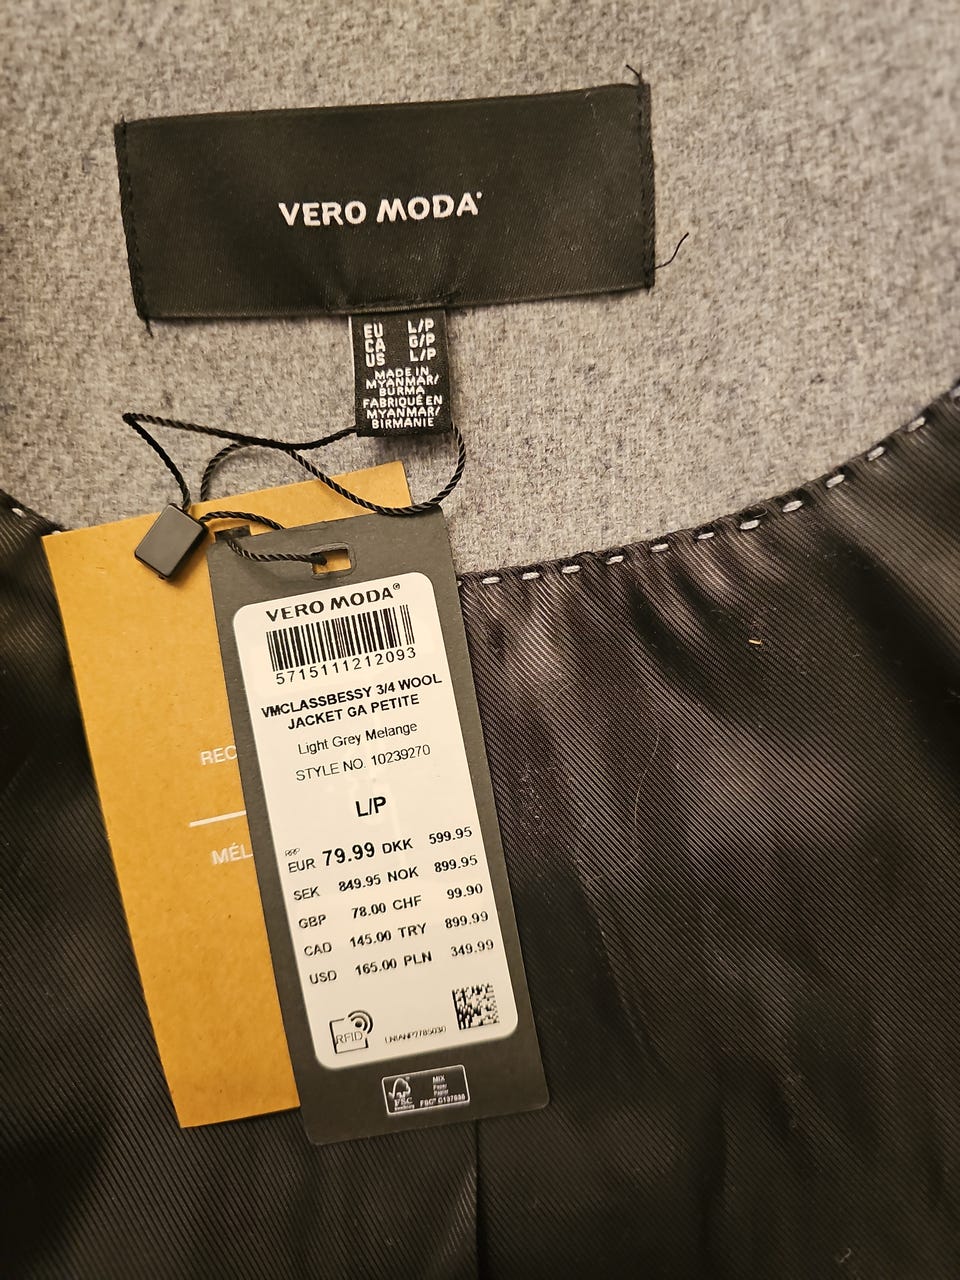 VERO MODA
EU L/P
CA G/P
US L/P
MADE IN
MYANMAR/
BURMA
FABRIQUÉ EN
MYANMAR/
BIRMANIE
REC
MÉL
VERO MODA
5715111212093
VMCLASSBESSY 3/4 WOOL
JACKET GA PETITE
Light Grey Melange
STYLE NO. 10239270
L/P
RRP
EUR 79.99 DKK 599.95
SEK 849.95 NOK 899.95
GBP 78.00 CHF 99.90
CAD 145.00 TRY 899.99
USD 165.00 PLN 349.99
RFID
FSC
MIX
Paper